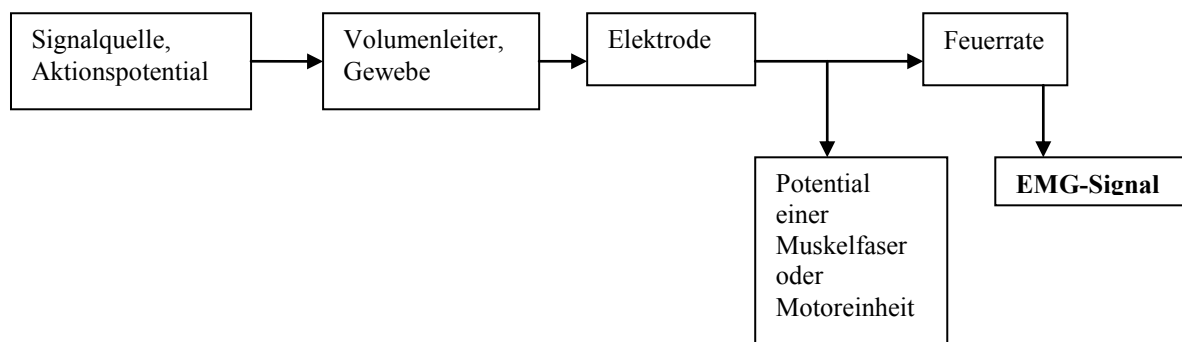 Signalquelle,
Aktionspotential
Volumenleiter,
Gewebe
Elektrode
Feuerrate
Potential
einer
Muskelfaser
oder
Motoreinheit
EMG-Signal